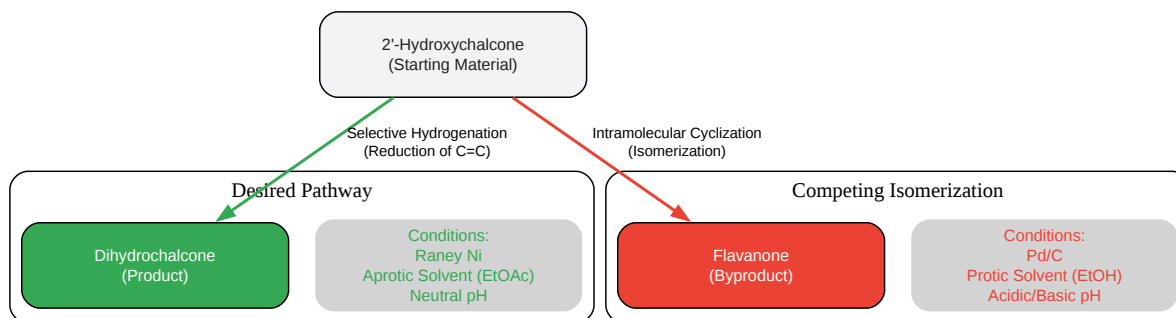 2'-Hydroxychalcone
(Starting Material)
Selective Hydrogenation
(Reduction of C=C)
Intramolecular Cyclization
(Isomerization)
Desired Pathway
Dihydrochalcone
(Product)
Conditions:
Raney Ni
Aprotic Solvent (EtOAc)
Neutral pH
Competing Isomerization
Flavanone
(Byproduct)
Conditions:
Pd/C
Protic Solvent (EtOH)
Acidic/Basic pH